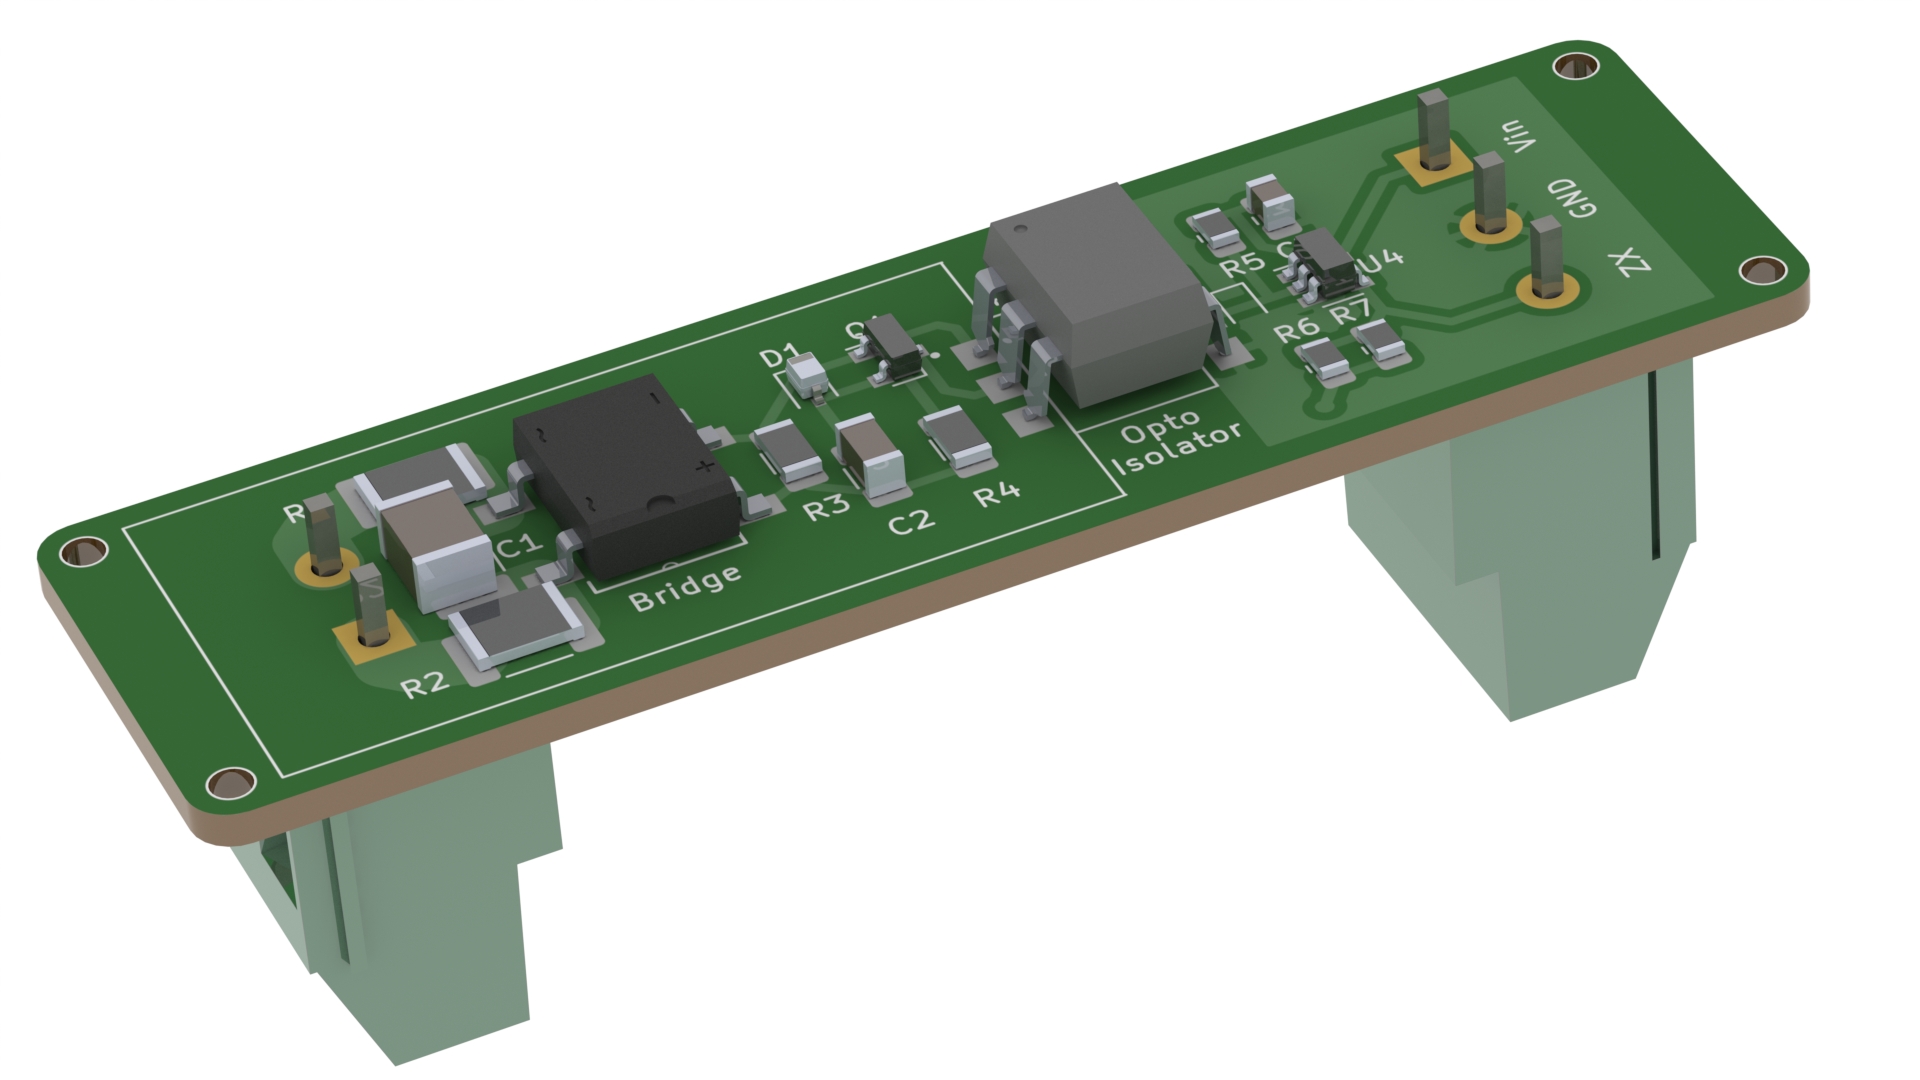 Vin
GND
ZX
R5
U4
R6
R7
D1
-
~
+
~
Opto
Isolator
R3
C2
R4
C1
Bridge
R2